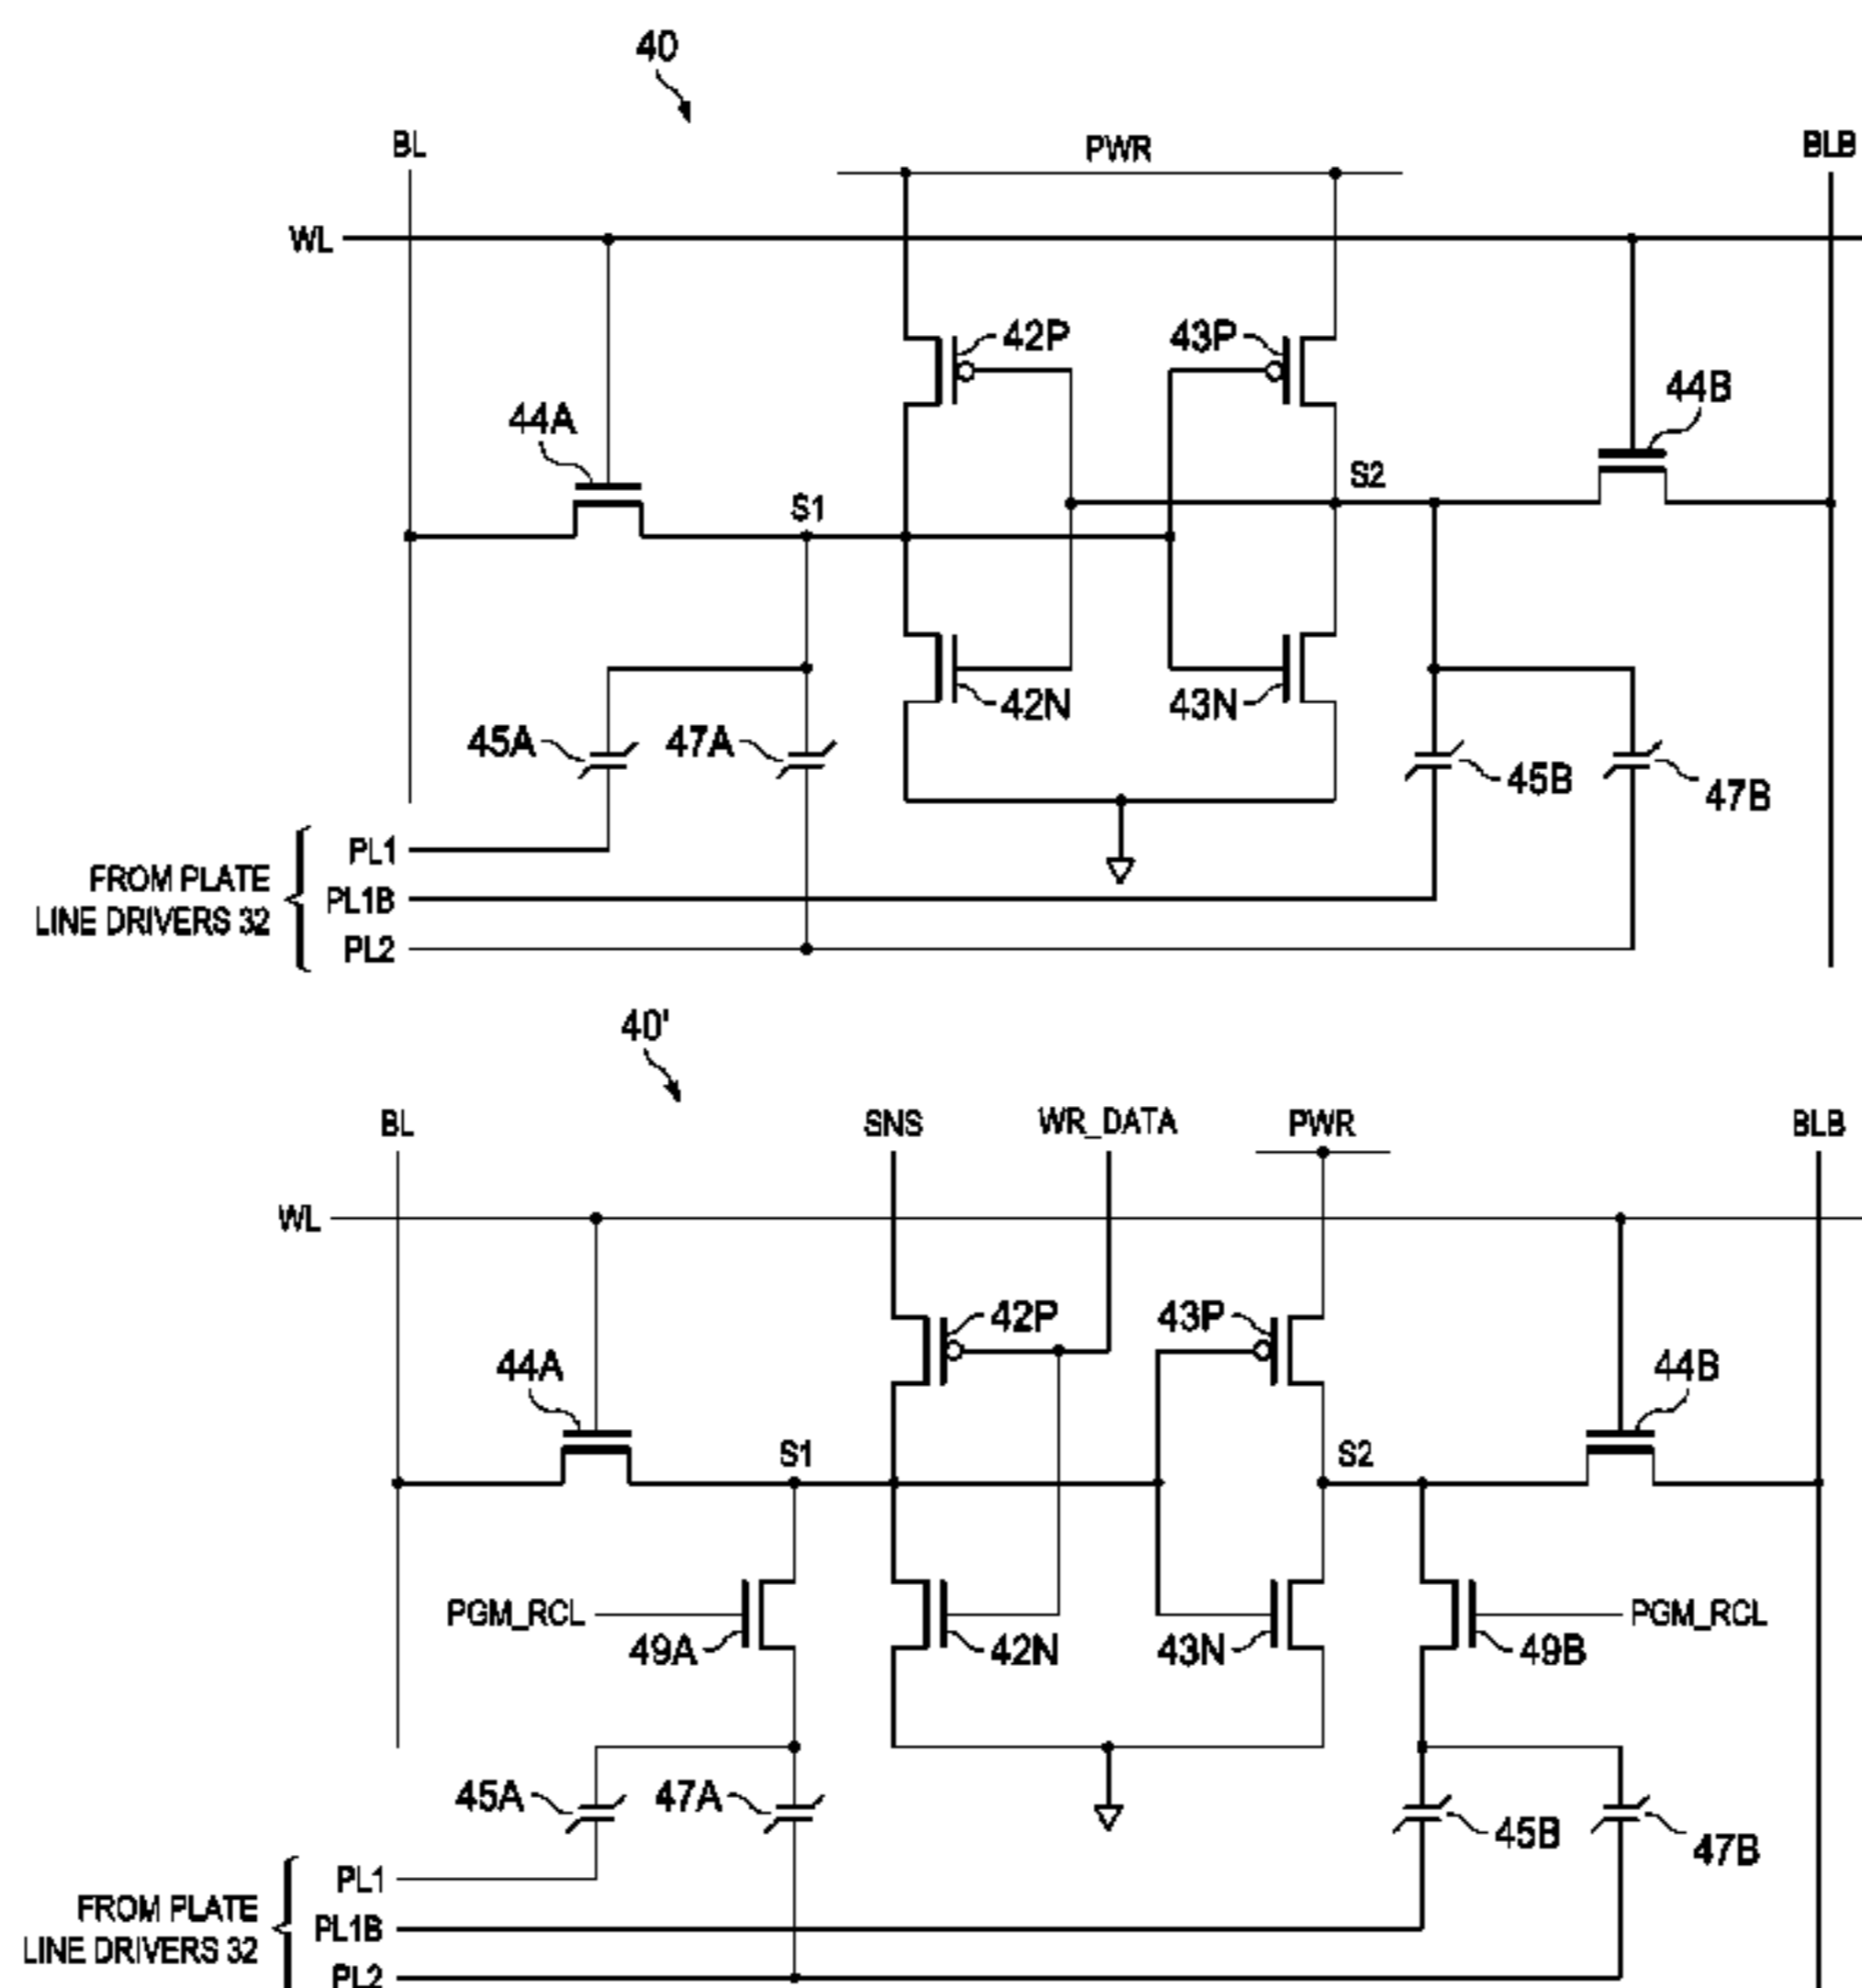 40
BL
PWR
BLB
WL
42P
43P
44B
44A
S1
S2
42N
43N
45A
47A
45B
47B
PL1
FROM PLATE
LINE DRIVERS 32
PL1B
PL2
40'
BL
SNS
WR_DATA
PWR
BLB
WL
42P
43P
44A
44B
S1
S2
PGM_RCL
PGM_RCL
49A
42N
43N
49B
45A
47A
45B
47B
PL1
FROM PLATE
LINE DRIVERS 32
PL1B
PL2